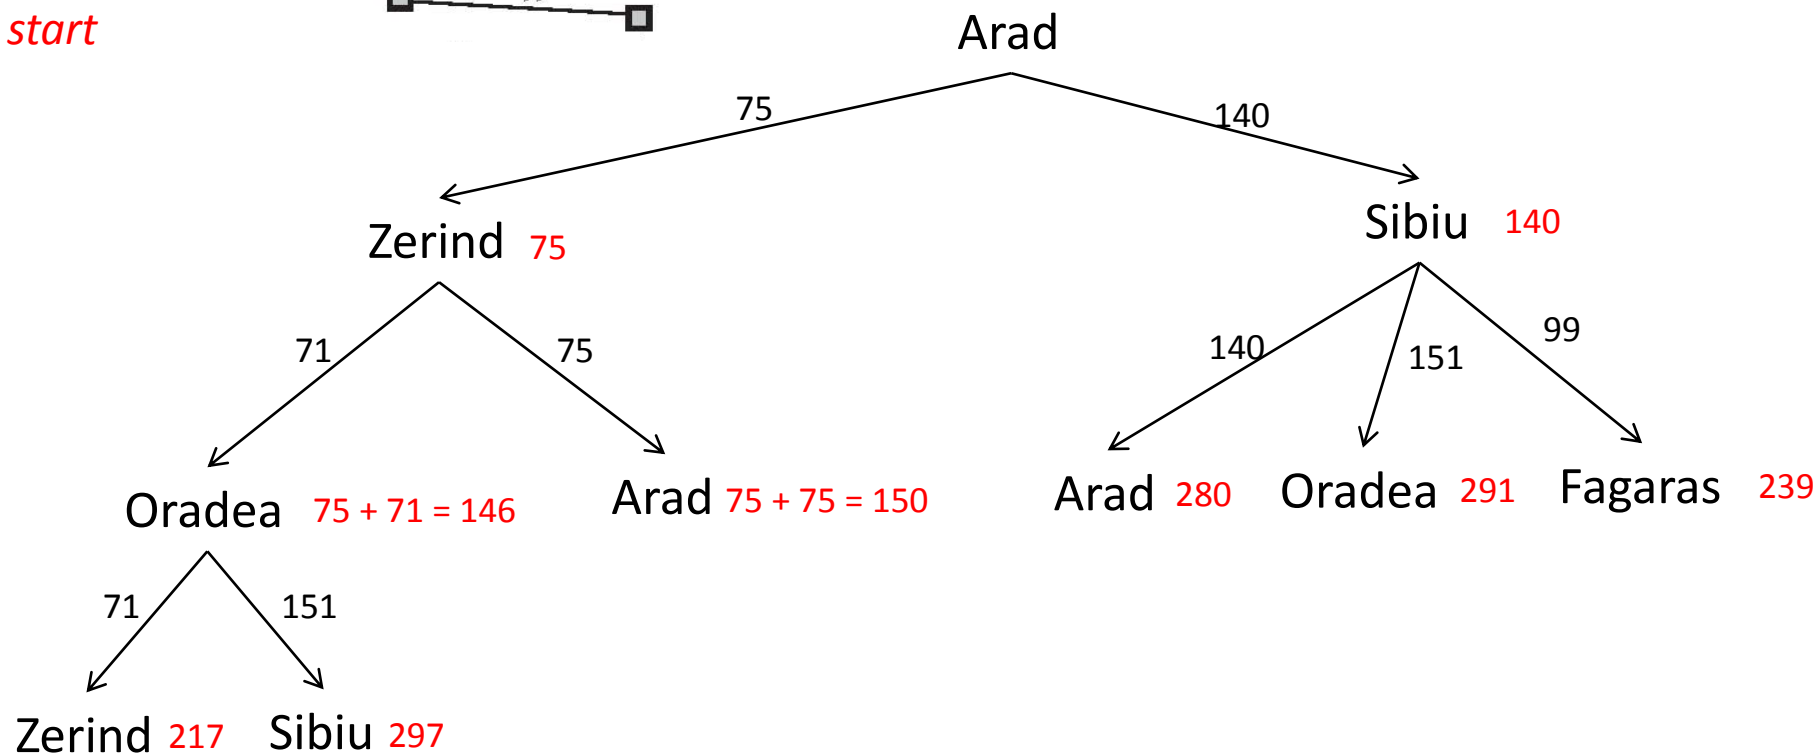 start
Arad
75
140
Zerind 75
Sibiu 140
71
75
140
151
99
Oradea 75 + 71 = 146
Arad 75 + 75 = 150
Arad 280
Oradea 291
Fagaras 239
71
151
Zerind 217
Sibiu 297